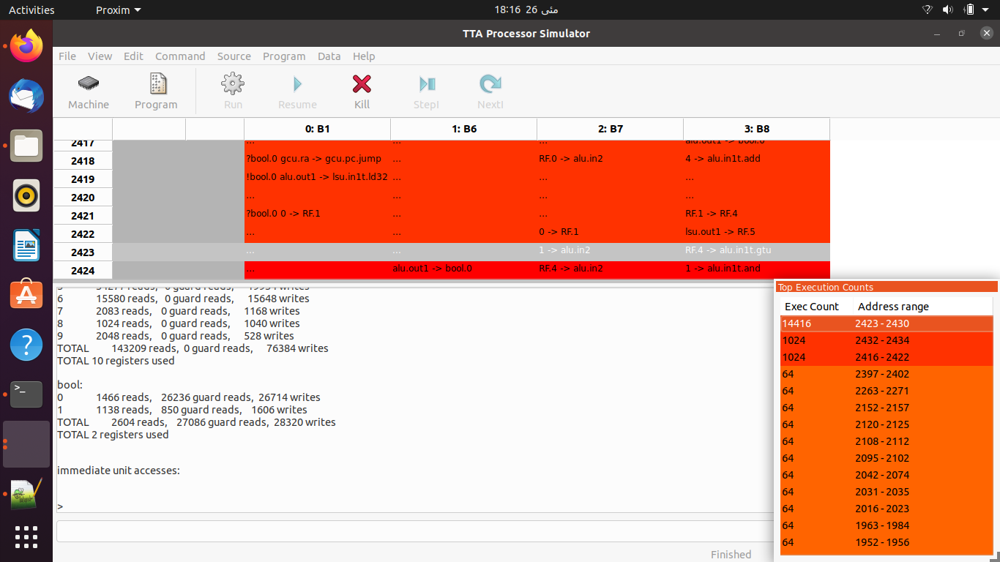 Activities Proxim 18:16 26 مئی
TTA Processor Simulator
File View Edit Command Source Program Data Help
Machine Program Run Resume Kill StepI NextI
0: B1 1: B6 2: B7 3: B8
2417 ... ... ... alu.out1 -> bool.0
2418 ?bool.0 gcu.ra -> gcu.pc.jump ... RF.0 -> alu.in2 4 -> alu.in1t.add
2419 !bool.0 alu.out1 -> lsu.in1t.ld32 ... ... ...
2420 ... ... ... ...
2421 ?bool.0 0 -> RF.1 ... ... RF.1 -> RF.4
2422 ... ... 0 -> RF.1 lsu.out1 -> RF.5
2423 ... ... 1 -> alu.in2 RF.4 -> alu.in1t.gtu
2424 ... alu.out1 -> bool.0 RF.4 -> alu.in2 1 -> alu.in1t.and
6 15580 reads, 0 guard reads, 15648 writes
7 2083 reads, 0 guard reads, 1168 writes
8 1024 reads, 0 guard reads, 1040 writes
9 2048 reads, 0 guard reads, 528 writes
TOTAL 143209 reads, 0 guard reads, 76384 writes
TOTAL 10 registers used
bool:
0 1466 reads, 26236 guard reads, 26714 writes
1 1138 reads, 850 guard reads, 1606 writes
TOTAL 2604 reads, 27086 guard reads, 28320 writes
TOTAL 2 registers used
immediate unit accesses:
>
Finished
Top Execution Counts
Exec Count Address range
14416 2423 - 2430
1024 2432 - 2434
1024 2416 - 2422
64 2397 - 2402
64 2263 - 2271
64 2152 - 2157
64 2120 - 2125
64 2108 - 2112
64 2095 - 2102
64 2042 - 2074
64 2031 - 2035
64 2016 - 2023
64 1963 - 1984
64 1952 - 1956